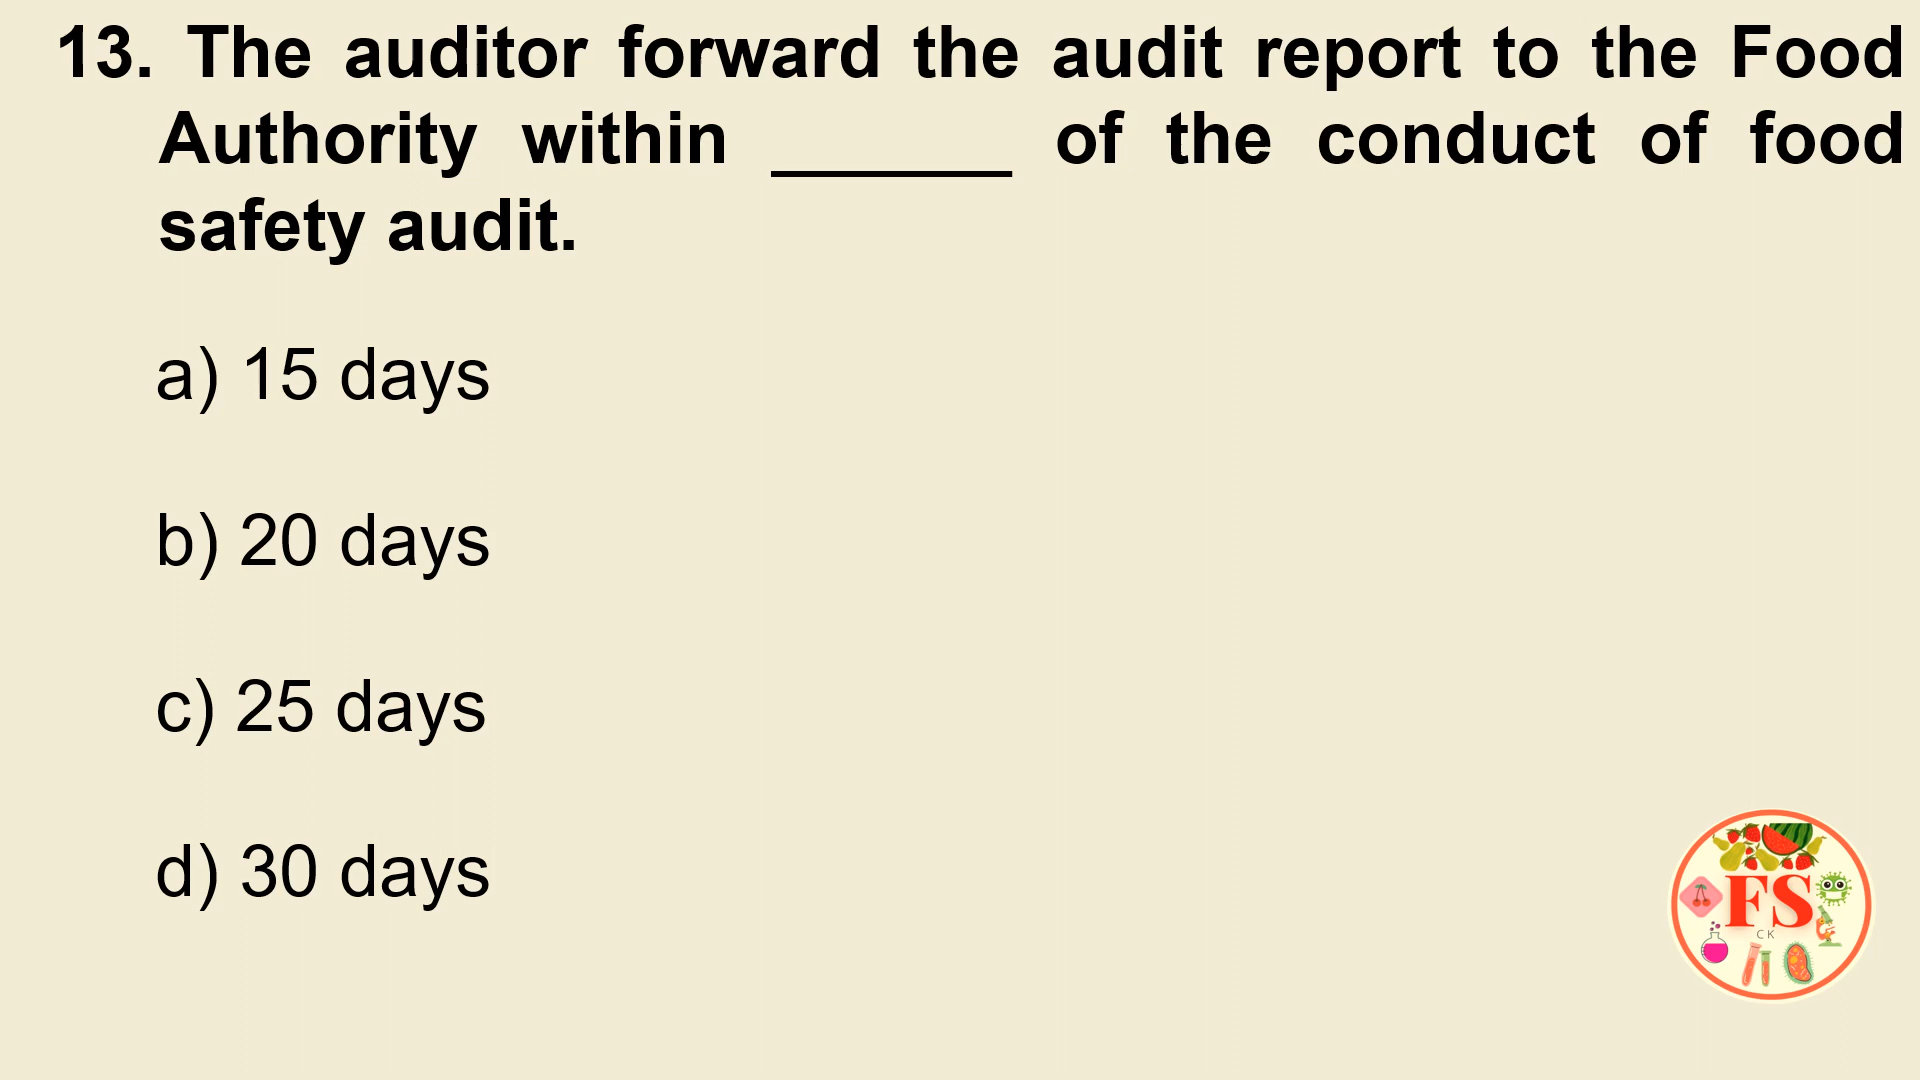 13. The auditor forward the audit report to the Food
Authority within _______ of the conduct of food
safety audit.
a) 15 days
b) 20 days
c) 25 days
d) 30 days
FS
CK